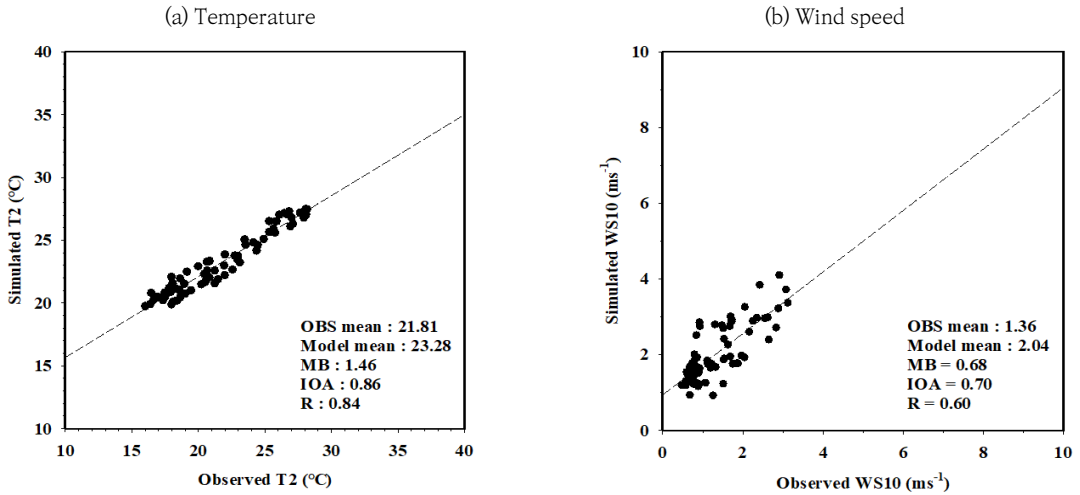 (a) Temperature
40
35
30
25
20
15
10
Simulated T2 (°C)
OBS mean : 21.81
Model mean : 23.28
MB : 1.46
IOA : 0.86
R : 0.84
10 15 20 25 30 35 40
Observed T2 (°C)
(b) Wind speed
10
8
6
4
2
0
Simulated WS10 (ms⁻¹)
OBS mean : 1.36
Model mean : 2.04
MB = 0.68
IOA = 0.70
R = 0.60
0 2 4 6 8 10
Observed WS10 (ms⁻¹)